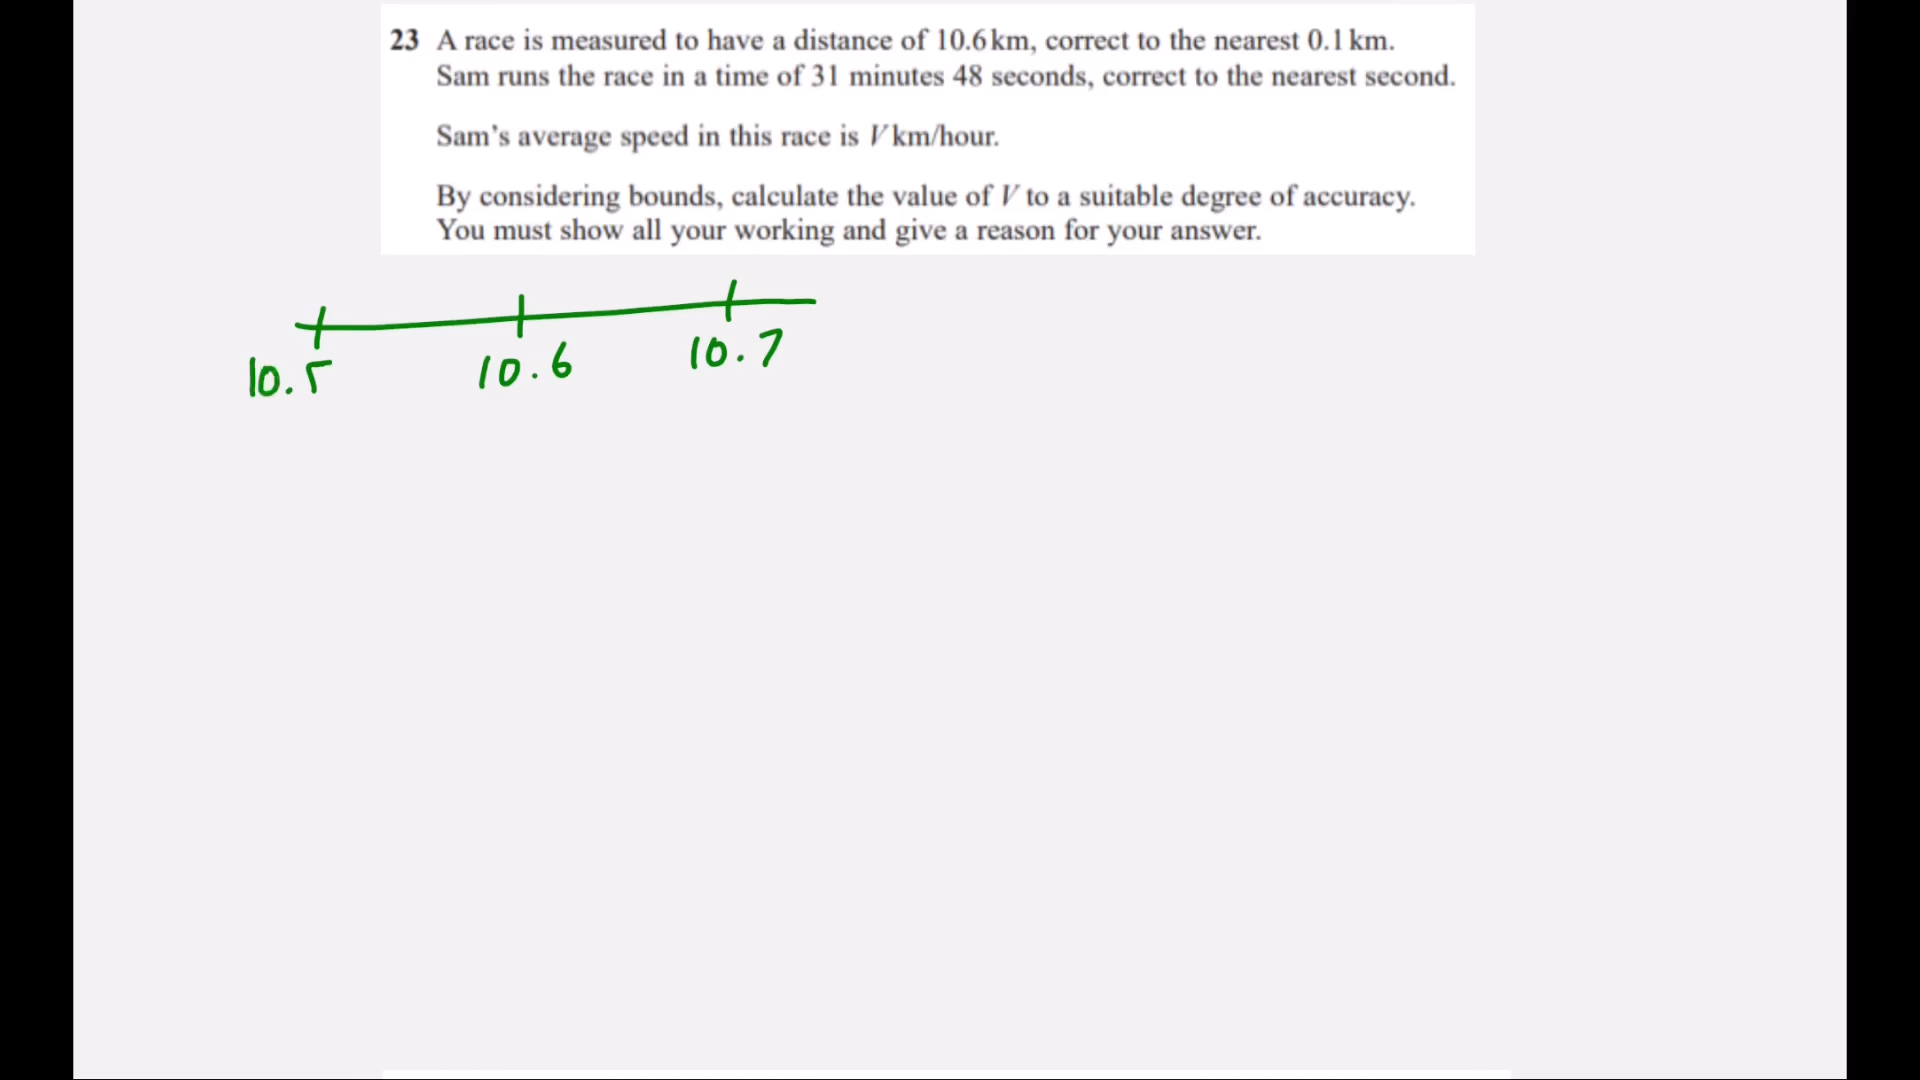 23 A race is measured to have a distance of 10.6 km, correct to the nearest 0.1 km.
Sam runs the race in a time of 31 minutes 48 seconds, correct to the nearest second.
Sam's average speed in this race is V km/hour.
By considering bounds, calculate the value of V to a suitable degree of accuracy.
You must show all your working and give a reason for your answer.
10.5 10.6 10.7